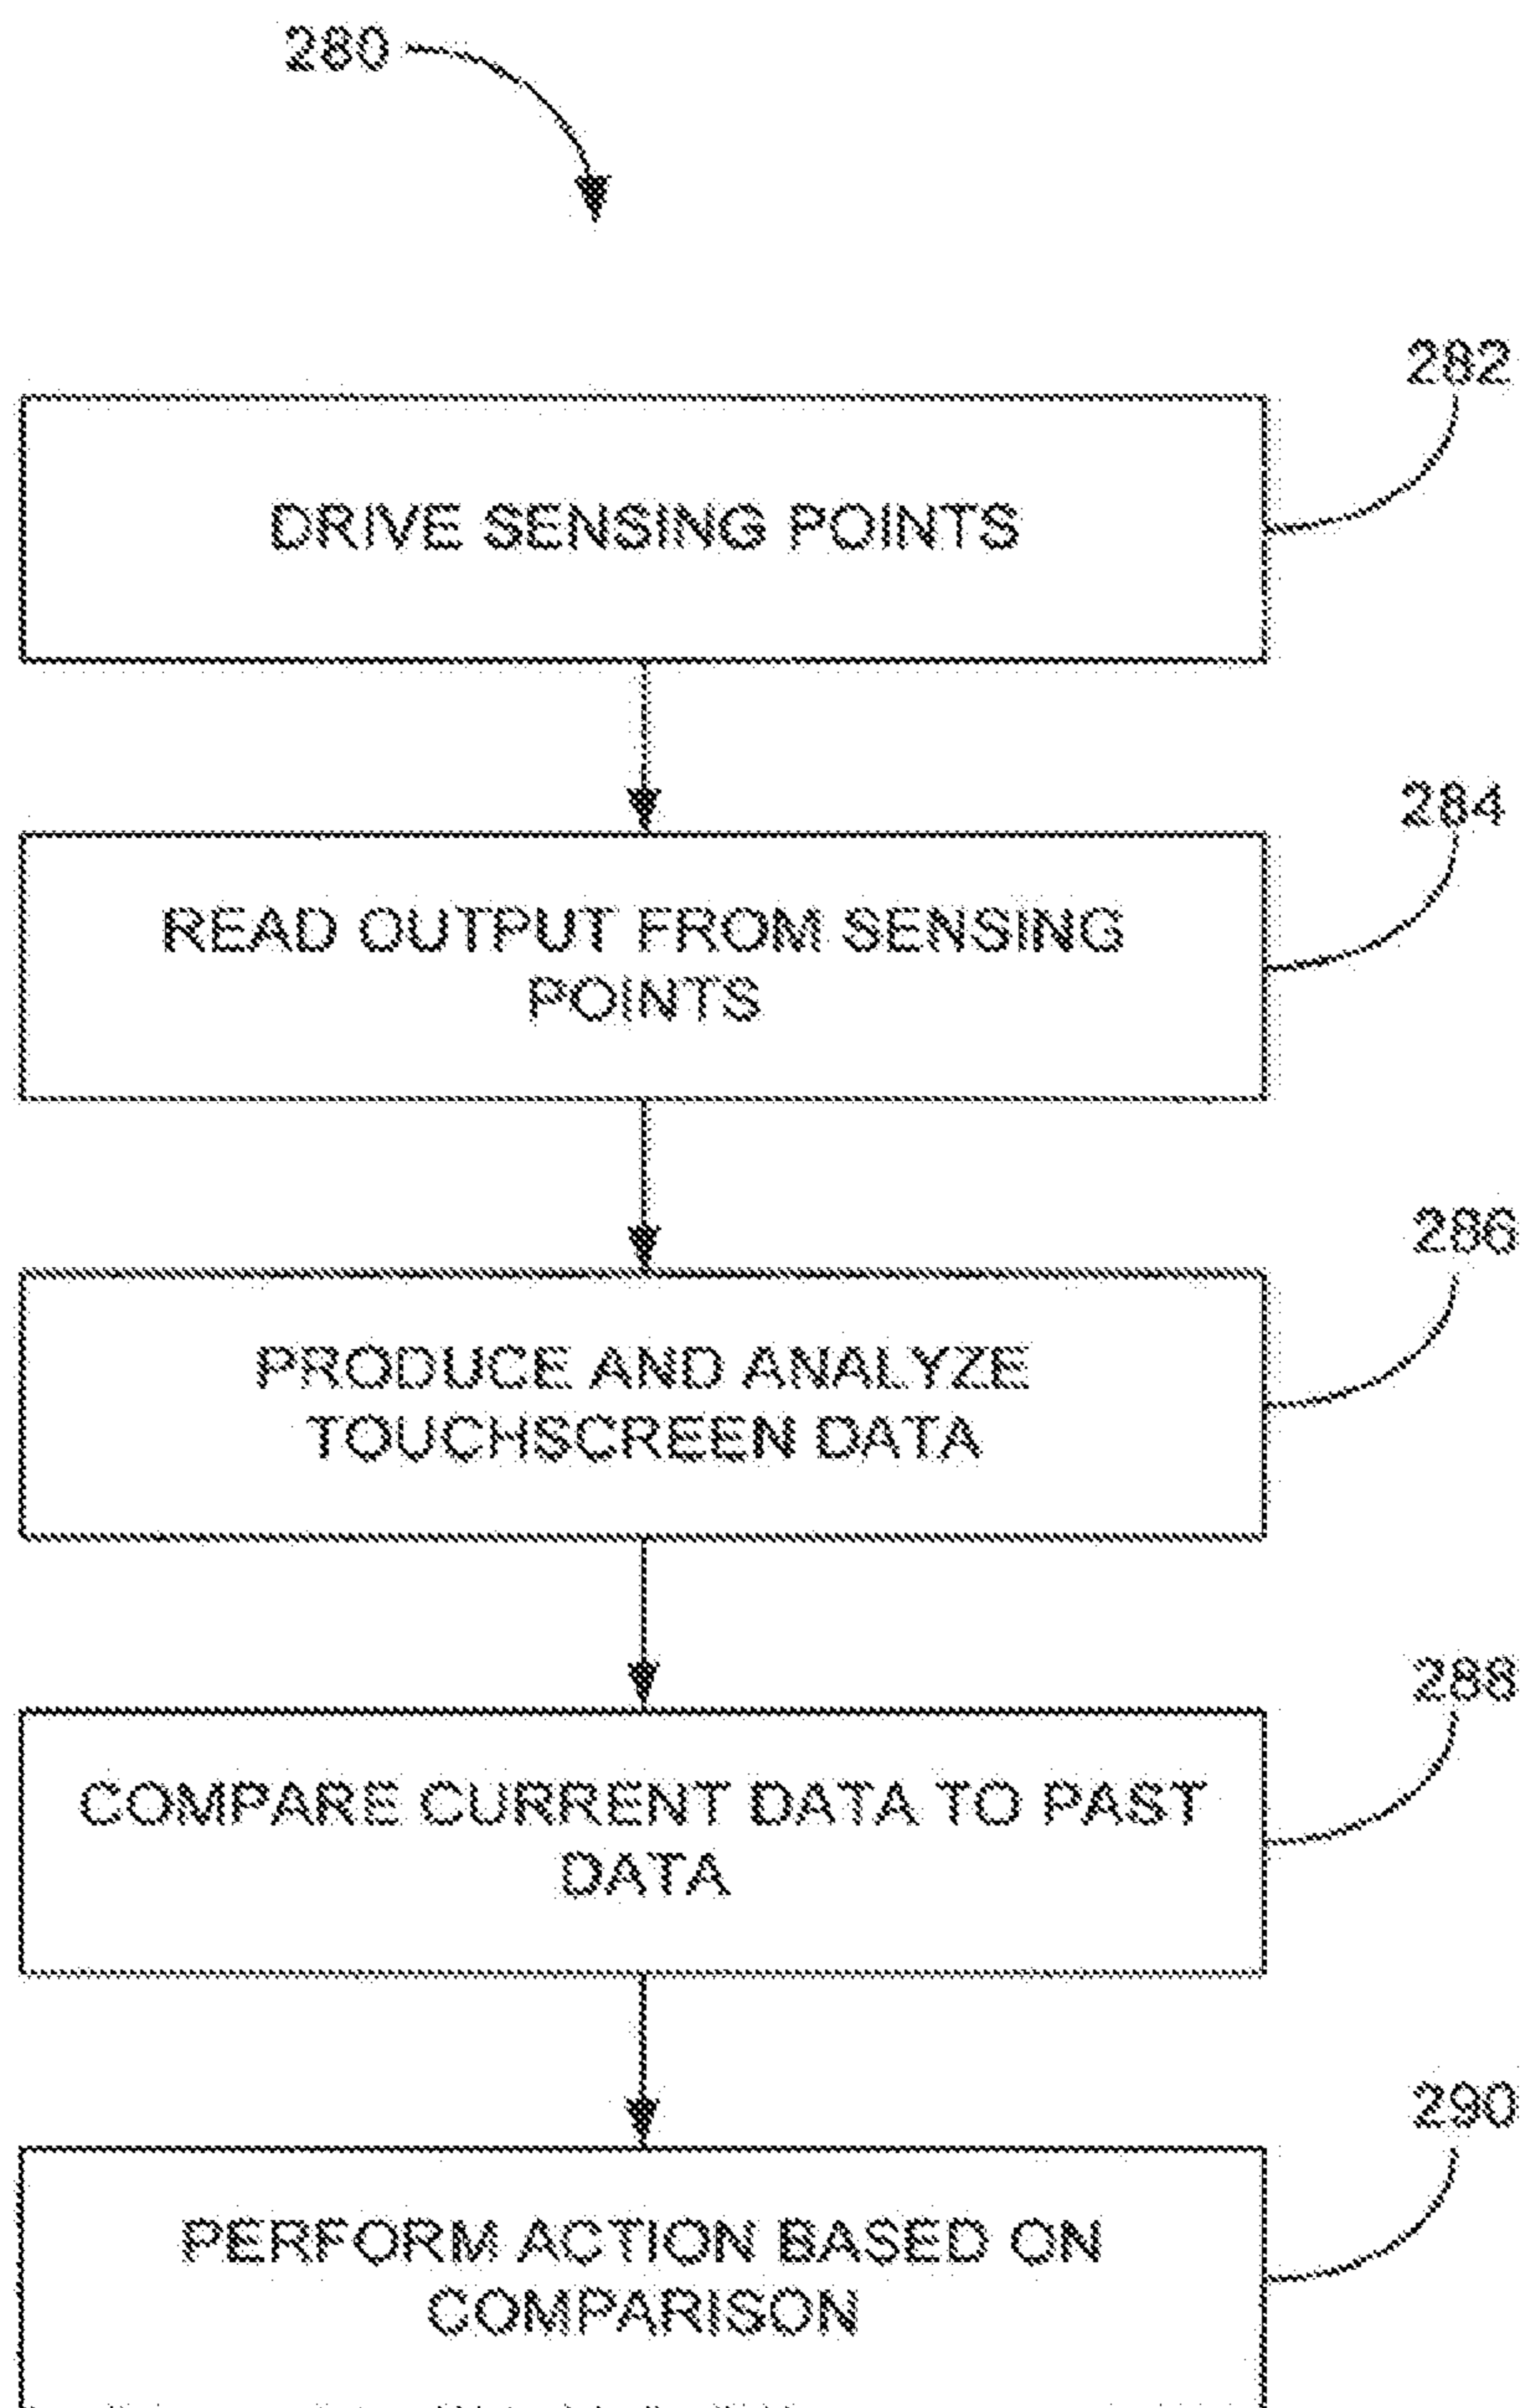 280
282
DRIVE SENSING POINTS
284
READ OUTPUT FROM SENSING
POINTS
286
PRODUCE AND ANALYZE
TOUCHSCREEN DATA
288
COMPARE CURRENT DATA TO PAST
DATA
290
PERFORM ACTION BASED ON
COMPARISON